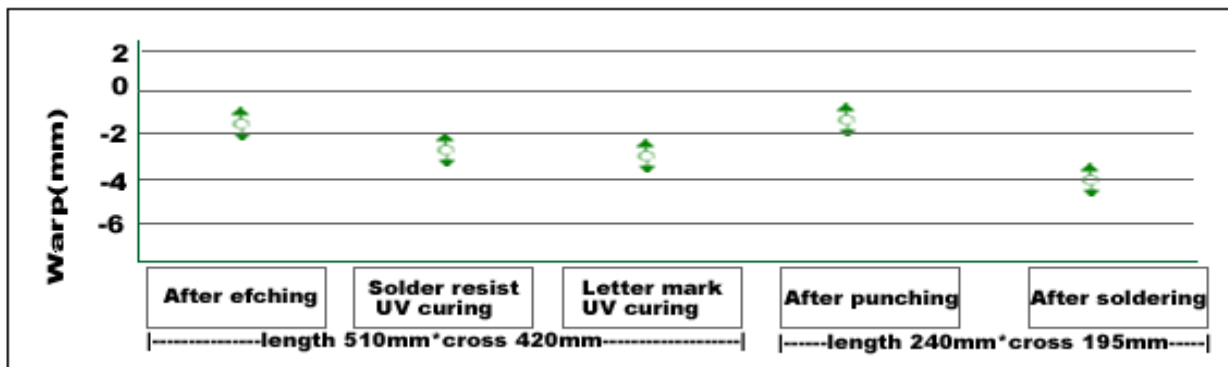 2
0
-2
-4
-6
Warp(mm)
After efching
Solder resist
UV curing
Letter mark
UV curing
After punching
After soldering
|----------------length 510mm*cross 420mm--------------------|
|------length 240mm*cross 195mm-----|